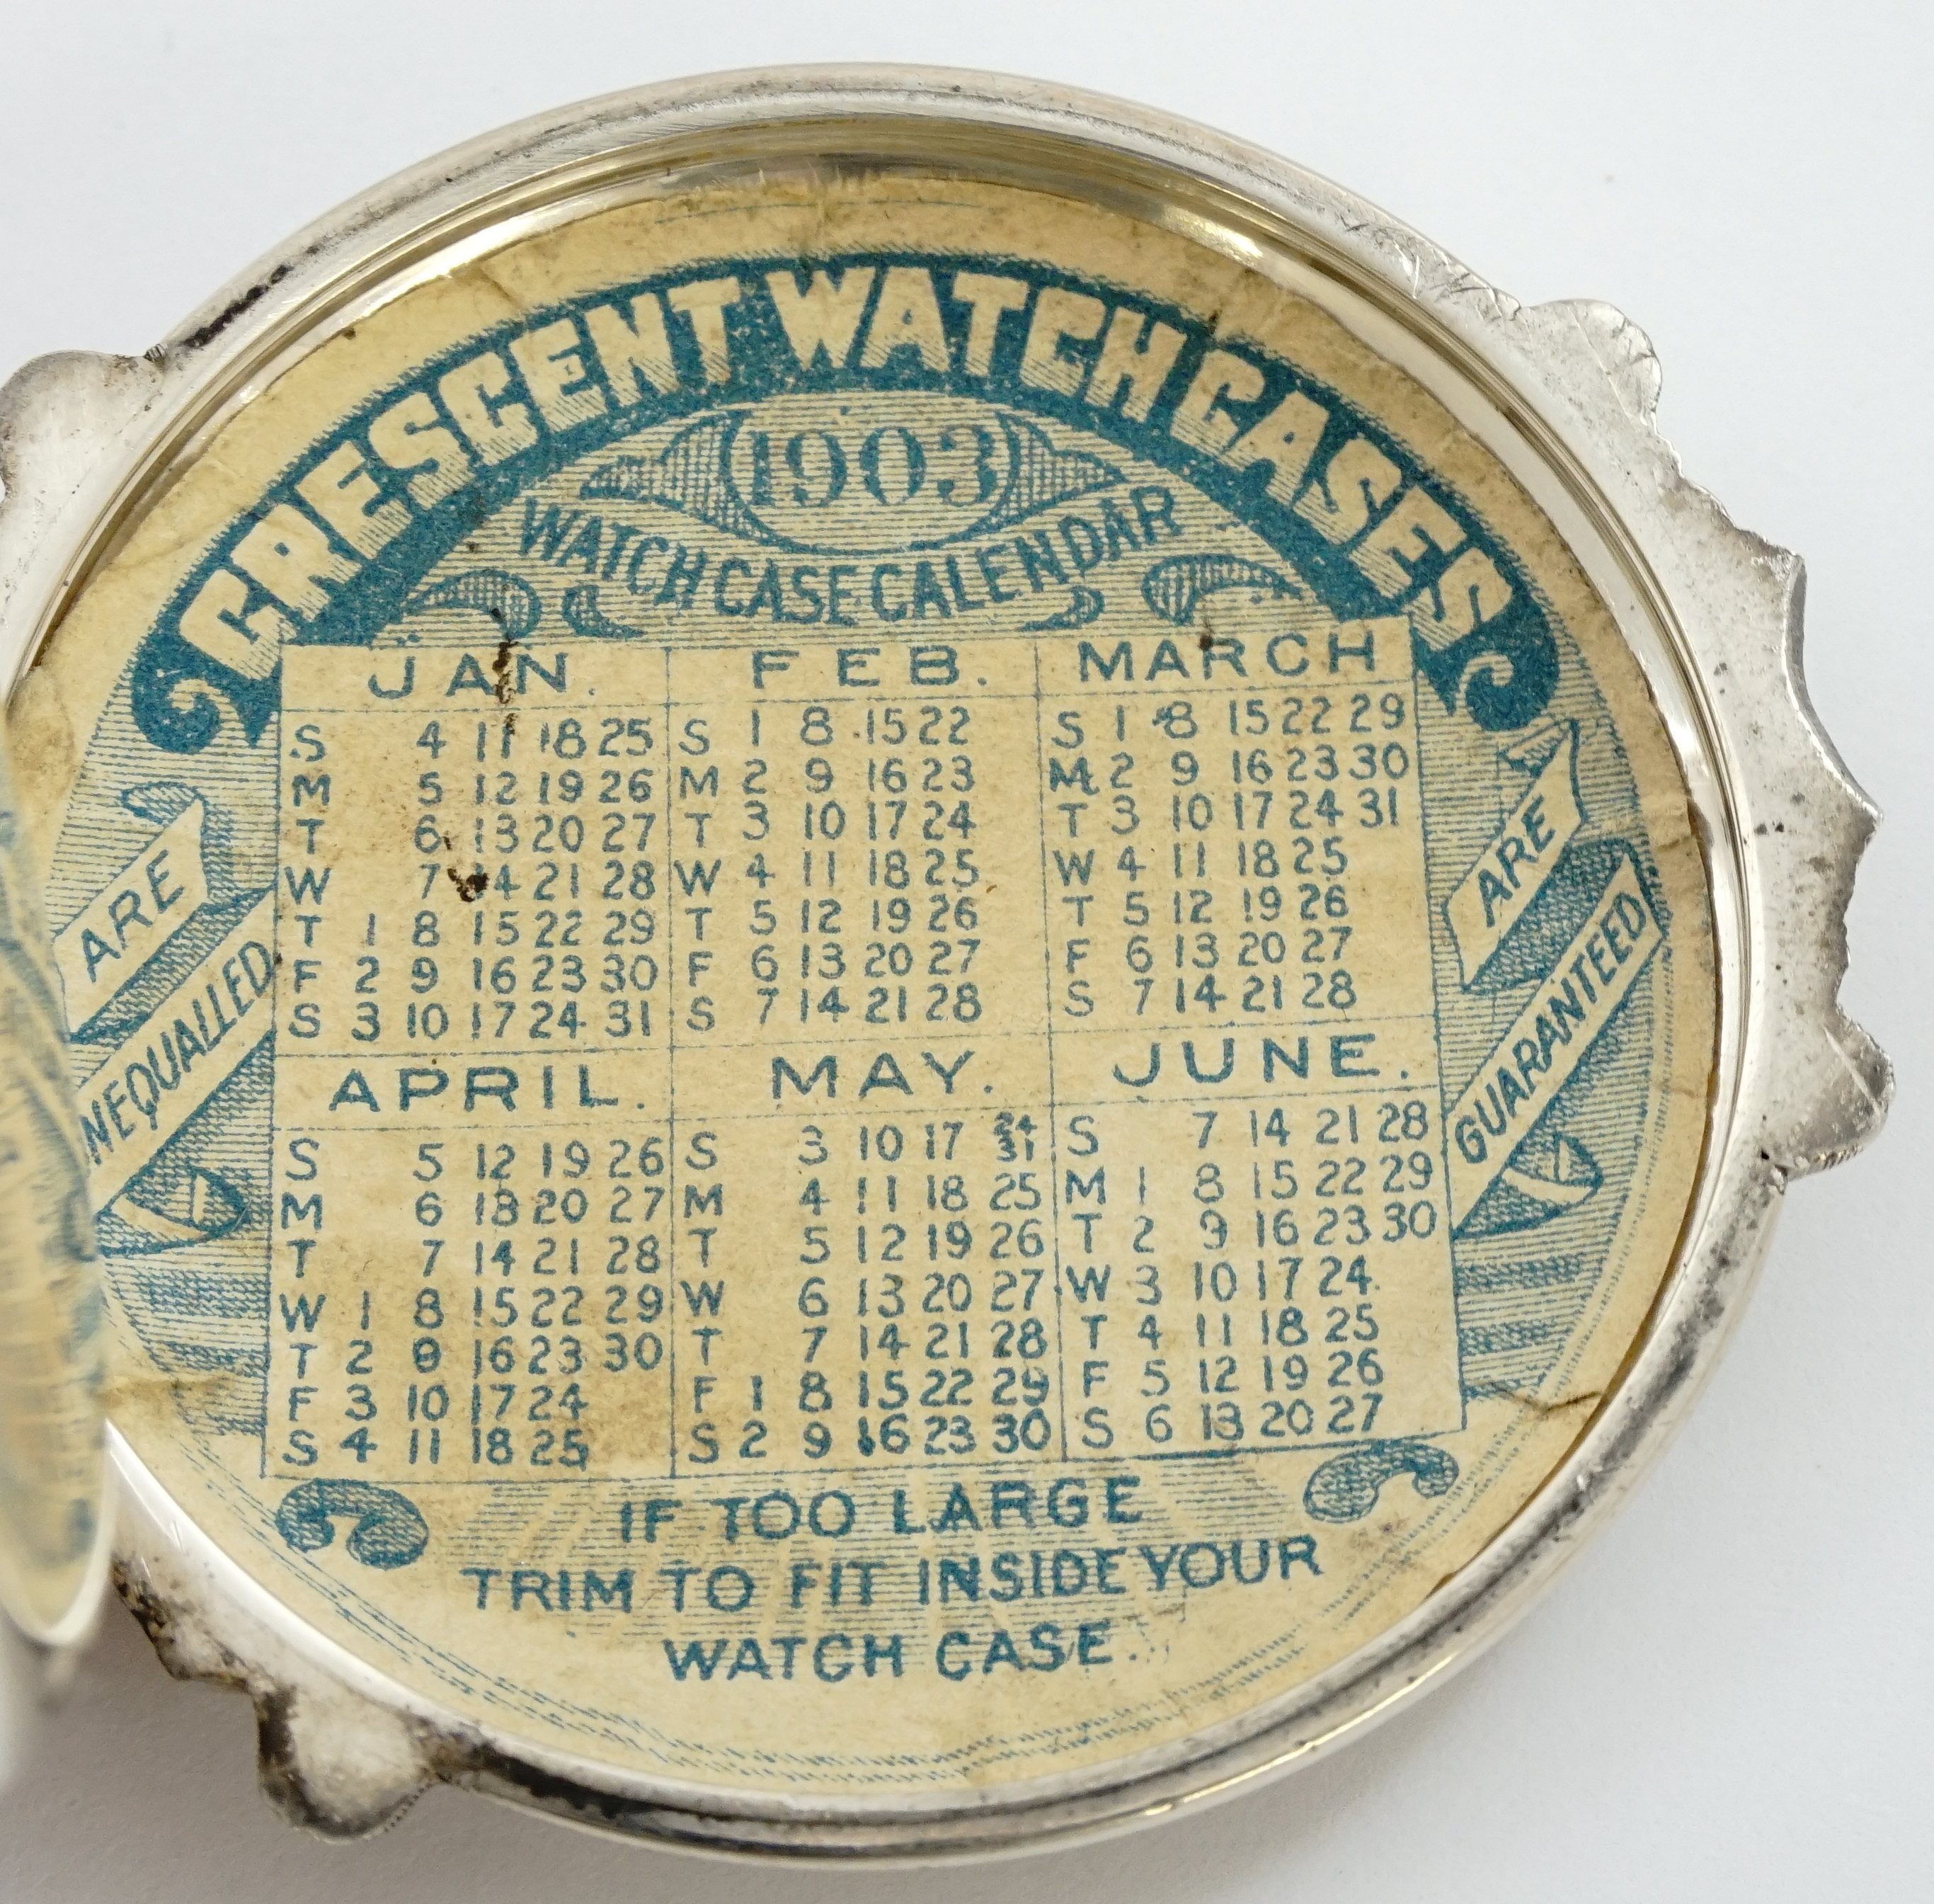 CRESCENT WATCH CASES
1903
WATCH CASE CALENDAR
ARE
ARE
GUARANTEED
JAN.
S 4 11 18 25
M 5 12 19 26
T 6 13 20 27
W 7 14 21 28
T 1 8 15 22 29
F 2 9 16 23 30
S 3 10 17 24 31
FEB.
S 1 8 15 22
M 2 9 16 23
T 3 10 17 24
W 4 11 18 25
T 5 12 19 26
F 6 13 20 27
S 7 14 21 28
MARCH
S 1 8 15 22 29
M 2 9 16 23 30
T 3 10 17 24 31
W 4 11 18 25
T 5 12 19 26
F 6 13 20 27
S 7 14 21 28
APRIL.
S 5 12 19 26
M 6 13 20 27
T 7 14 21 28
W 1 8 15 22 29
T 2 9 16 23 30
F 3 10 17 24
S 4 11 18 25
MAY.
S 3 10 17 24 31
M 4 11 18 25
T 5 12 19 26
W 6 13 20 27
T 7 14 21 28
F 1 8 15 22 29
S 2 9 16 23 30
JUNE.
S 7 14 21 28
M 1 8 15 22 29
T 2 9 16 23 30
W 3 10 17 24
T 4 11 18 25
F 5 12 19 26
S 6 13 20 27
IF TOO LARGE
TRIM TO FIT INSIDE YOUR
WATCH CASE.